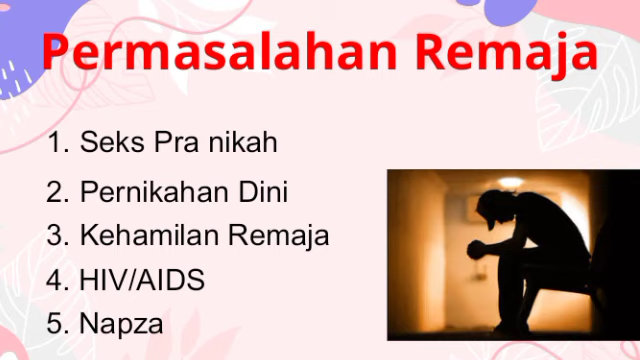 Permasalahan Remaja
1. Seks Pra nikah
2. Pernikahan Dini
3. Kehamilan Remaja
4. HIV/AIDS
5. Napza